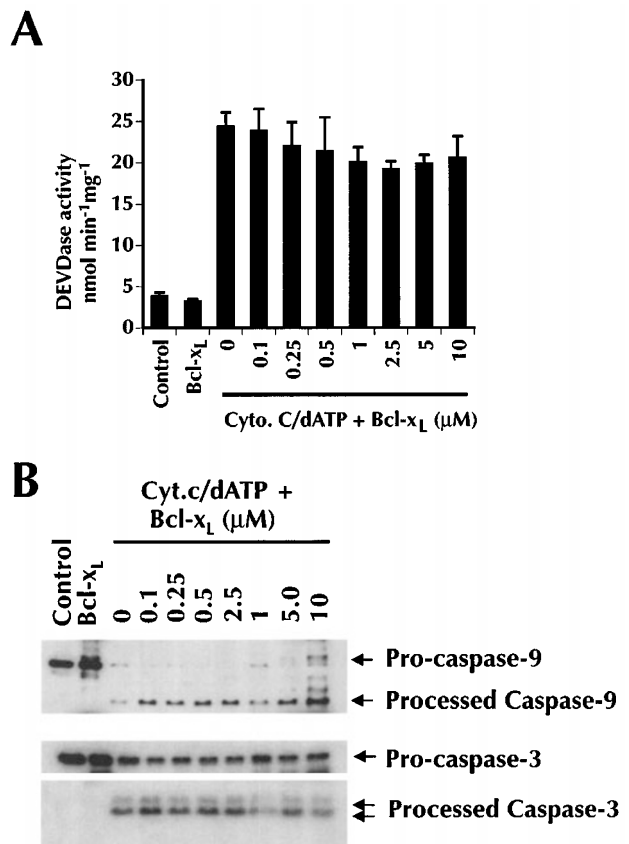 A
DEVDase activity
nmol min⁻¹mg⁻¹
30
25
20
15
10
5
0
Control
Bcl-xL
0
0.1
0.25
0.5
1
2.5
5
10
Cyto. C/dATP + Bcl-xL (μM)
B
Cyt.c/dATP +
Bcl-xL (μM)
Control
Bcl-xL
0
0.1
0.25
0.5
2.5
1
5.0
10
Pro-caspase-9
Processed Caspase-9
Pro-caspase-3
Processed Caspase-3